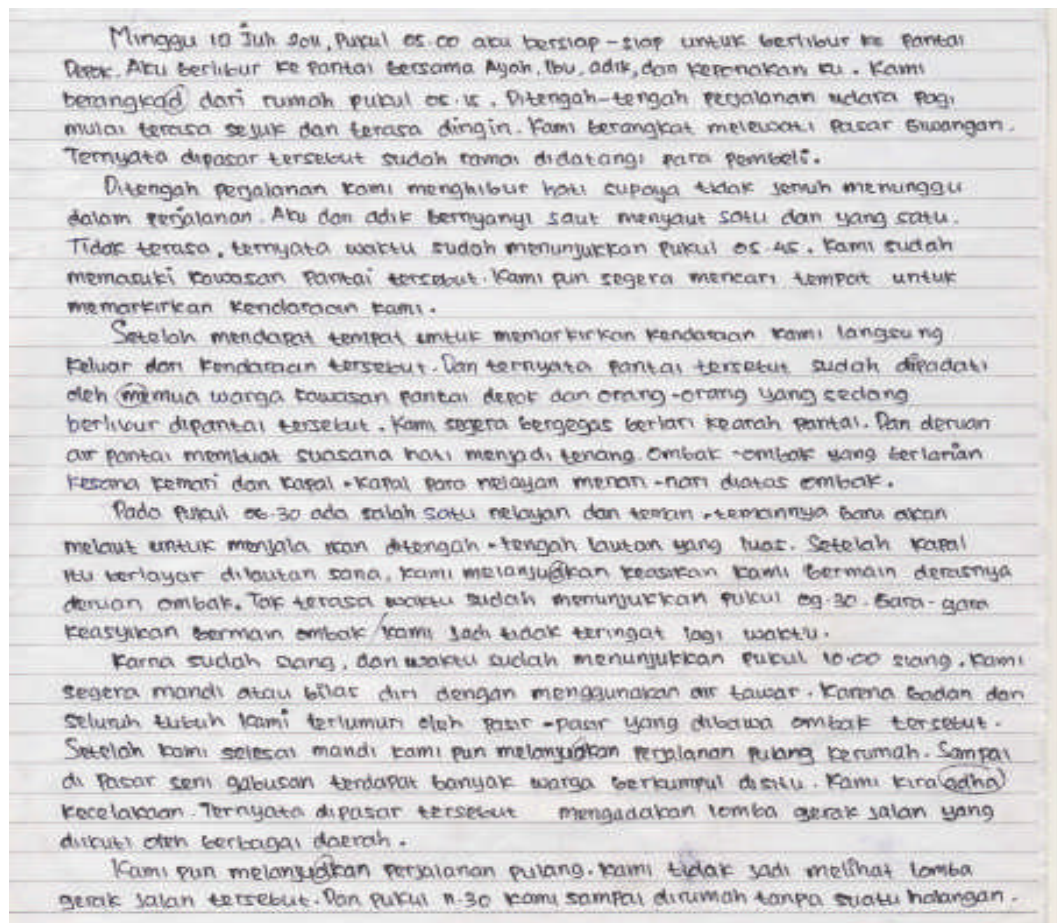 Minggu 10 Juli 2011, Pukul 05.00 aku bersiap-siap untuk berlibur ke Pantai
Depok. Aku berlibur ke pantai bersama Ayah, Ibu, adik, dan keponakan ku. Kami
berangkad dari rumah pukul 05.15. Ditengah-tengah perjalanan udara pagi
mulai terasa sejuk dan terasa dingin. Kami berangkat melewati Pasar Giwangan.
Ternyata dipasar tersebut sudah ramai didatangi para pembeli.
Ditengah perjalanan kami menghibur hati supaya tidak jenuh menunggu
dalam perjalanan. Aku dan adik bernyanyi saut menyaut satu dan yang satu.
Tidak terasa, ternyata waktu sudah menunjukkan pukul 05.45. Kami sudah
memasuki kawasan Pantai tersebut. Kami pun segera mencari tempat untuk
memarkirkan kendaraan kami.
Setelah mendapat tempat untuk memarkirkan kendaraan kami langsung
keluar dari kendaraan tersebut. Dan ternyata pantai tersebut sudah dipadati
oleh memua warga kawasan pantai depok dan orang-orang yang sedang
berlibur dipantai tersebut. Kami segera bergegas berlari kearah pantai. Dan deruan
air pantai membuat suasana hati menjadi tenang. Ombak-ombak yang berlarian
kesana kemari dan kapal-kapal para nelayan menari-nari diatas ombak.
Pada pukul 06.30 ada salah satu nelayan dan teman-temannya baru akan
melaut untuk menjala ikan ditengah-tengah lautan yang luas. Setelah kapal
itu berlayar dilautan sana, kami melanjudkan keasikan kami bermain derasnya
deruan ombak. Tak terasa waktu sudah menunjukkan pukul 09.30. Gara-gara
keasyikan bermain ombak kami jadi tidak teringat lagi waktu.
Karna sudah siang, dan waktu sudah menunjukkan pukul 10.00 siang. Kami
segera mandi atau bilas diri dengan menggunakan air tawar. Karena badan dan
seluruh tubuh kami terlumuri oleh pasir-pasir yang dibawa ombak tersebut.
Setelah kami selesai mandi kami pun melanjudkan perjalanan pulang kerumah. Sampai
di Pasar seni gabusan terdapat banyak warga berkumpul disitu. Kami kira adha
kecelakaan. Ternyata dipasar tersebut mengadakan lomba gerak jalan yang
diikuti oleh berbagai daerah.
Kami pun melanjudkan perjalanan pulang. Kami tidak jadi melihat lomba
gerak jalan tersebut. Dan pukul 11.30 kami sampai dirumah tanpa suatu halangan.